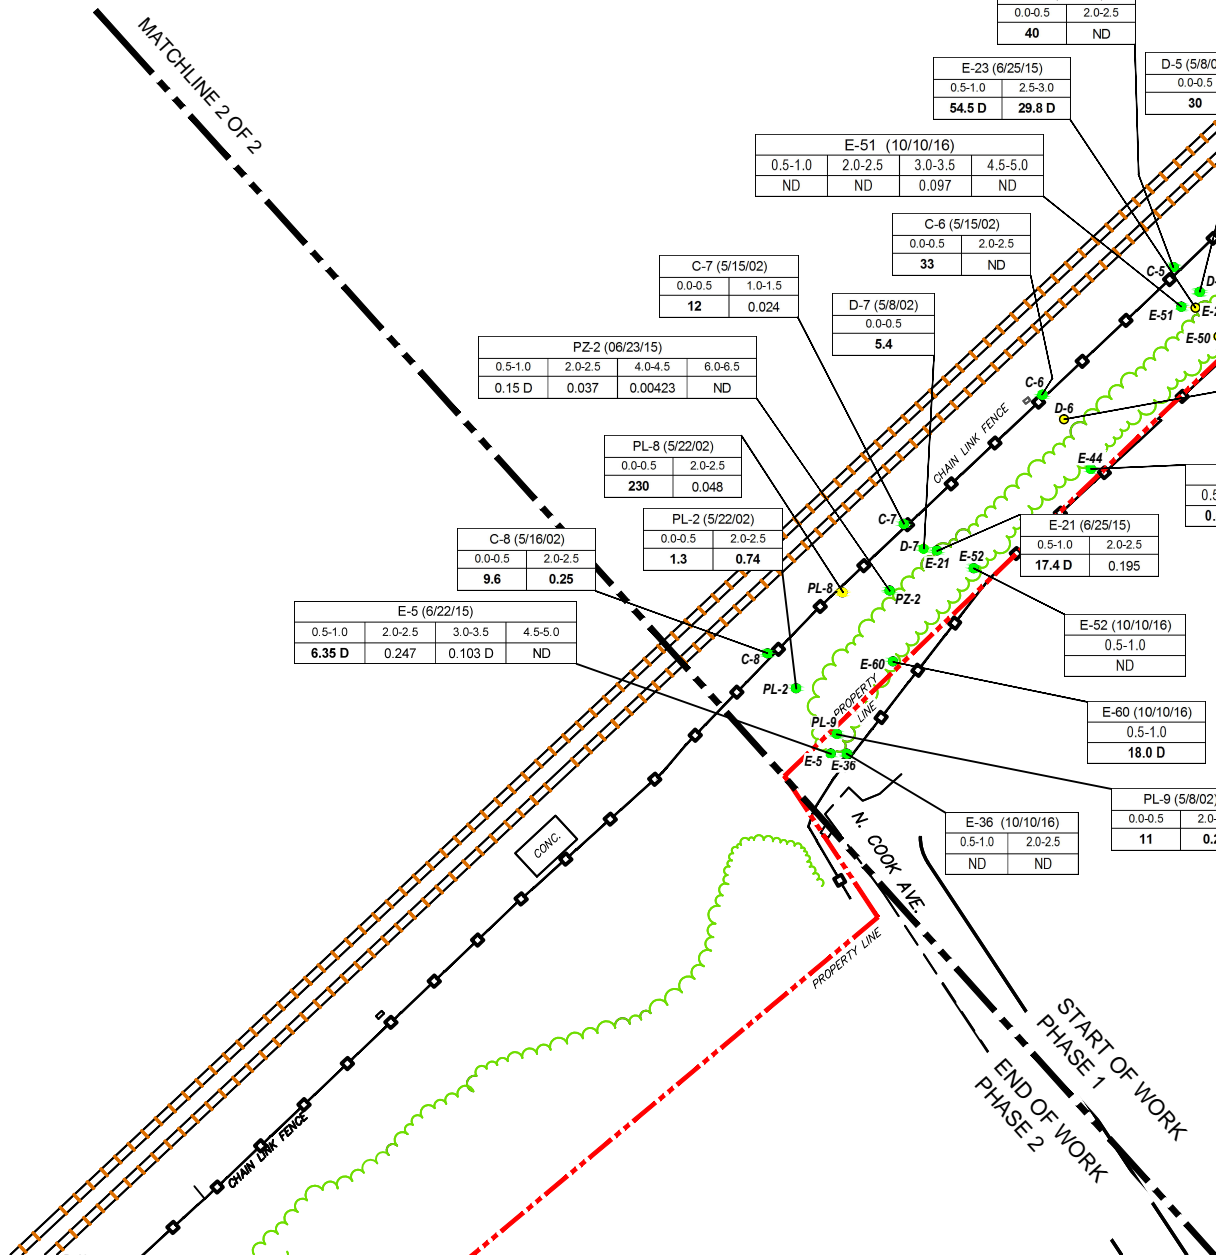 0.0-0.5 2.0-2.5
40 ND
E-23 (6/25/15)
0.5-1.0 2.5-3.0
54.5 D 29.8 D
D-5 (5/8/0
0.0-0.5
30
MATCHLINE 2 OF 2
E-51 (10/10/16)
0.5-1.0 2.0-2.5 3.0-3.5 4.5-5.0
ND ND 0.097 ND
C-6 (5/15/02)
0.0-0.5 2.0-2.5
33 ND
C-7 (5/15/02)
0.0-0.5 1.0-1.5
12 0.024
D-7 (5/8/02)
0.0-0.5
5.4
PZ-2 (06/23/15)
0.5-1.0 2.0-2.5 4.0-4.5 6.0-6.5
0.15 D 0.037 0.00423 ND
C-5
E-51
E-50
C-6
D-6
CHAIN LINK FENCE
E-44
PL-8 (5/22/02)
0.0-0.5 2.0-2.5
230 0.048
PL-2 (5/22/02)
0.0-0.5 2.0-2.5
1.3 0.74
C-8 (5/16/02)
0.0-0.5 2.0-2.5
9.6 0.25
E-5 (6/22/15)
0.5-1.0 2.0-2.5 3.0-3.5 4.5-5.0
6.35 D 0.247 0.103 D ND
C-7
D-7
E-21
E-52
E-21 (6/25/15)
0.5-1.0 2.0-2.5
17.4 D 0.195
PL-8
PZ-2
E-52 (10/10/16)
0.5-1.0
ND
C-8
PL-2
E-60
PROPERTY
LINE
PL-9
E-5
E-36
E-60 (10/10/16)
0.5-1.0
18.0 D
PL-9 (5/8/02)
0.0-0.5 2.0-
11 0.2
E-36 (10/10/16)
0.5-1.0 2.0-2.5
ND ND
CONC.
N. COOK AVE.
PROPERTY LINE
START OF WORK
PHASE 1
END OF WORK
PHASE 2
CHAIN LINK FENCE